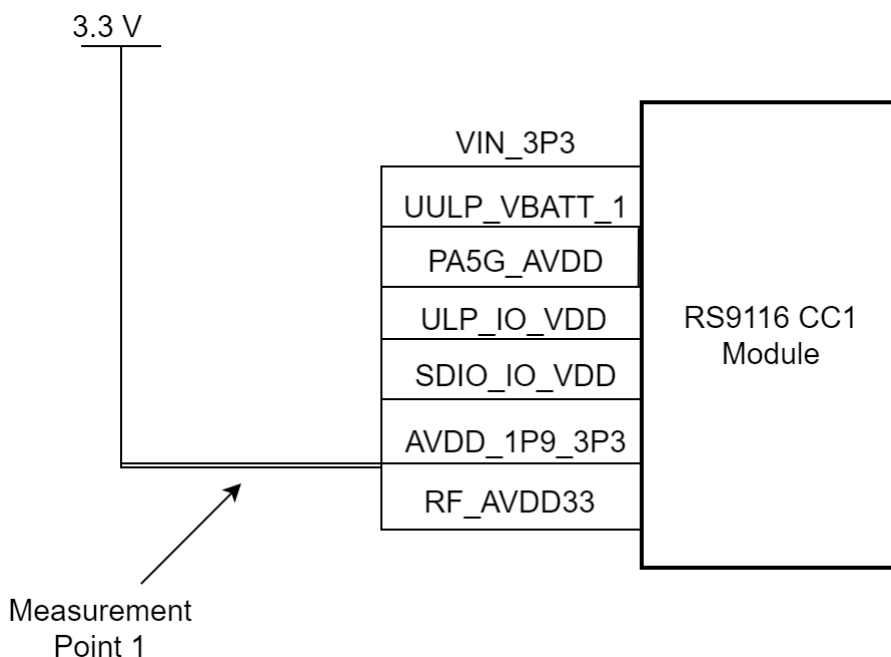 3.3 V
VIN_3P3
UULP_VBATT_1
PA5G_AVDD
ULP_IO_VDD
SDIO_IO_VDD
AVDD_1P9_3P3
RF_AVDD33
RS9116 CC1
Module
Measurement
Point 1